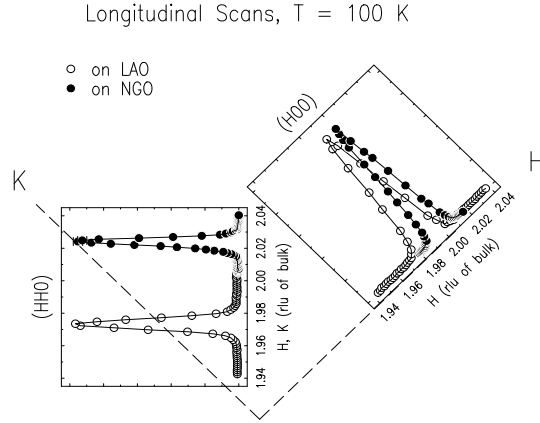 Longitudinal Scans, T = 100 K
on LAO
on NGO
K
H
(H00)
2.04
2.02
2.00
1.98
1.96
1.94
H (rlu of bulk)
(HH0)
2.04
2.02
2.00
1.98
1.96
1.94
H, K (rlu of bulk)